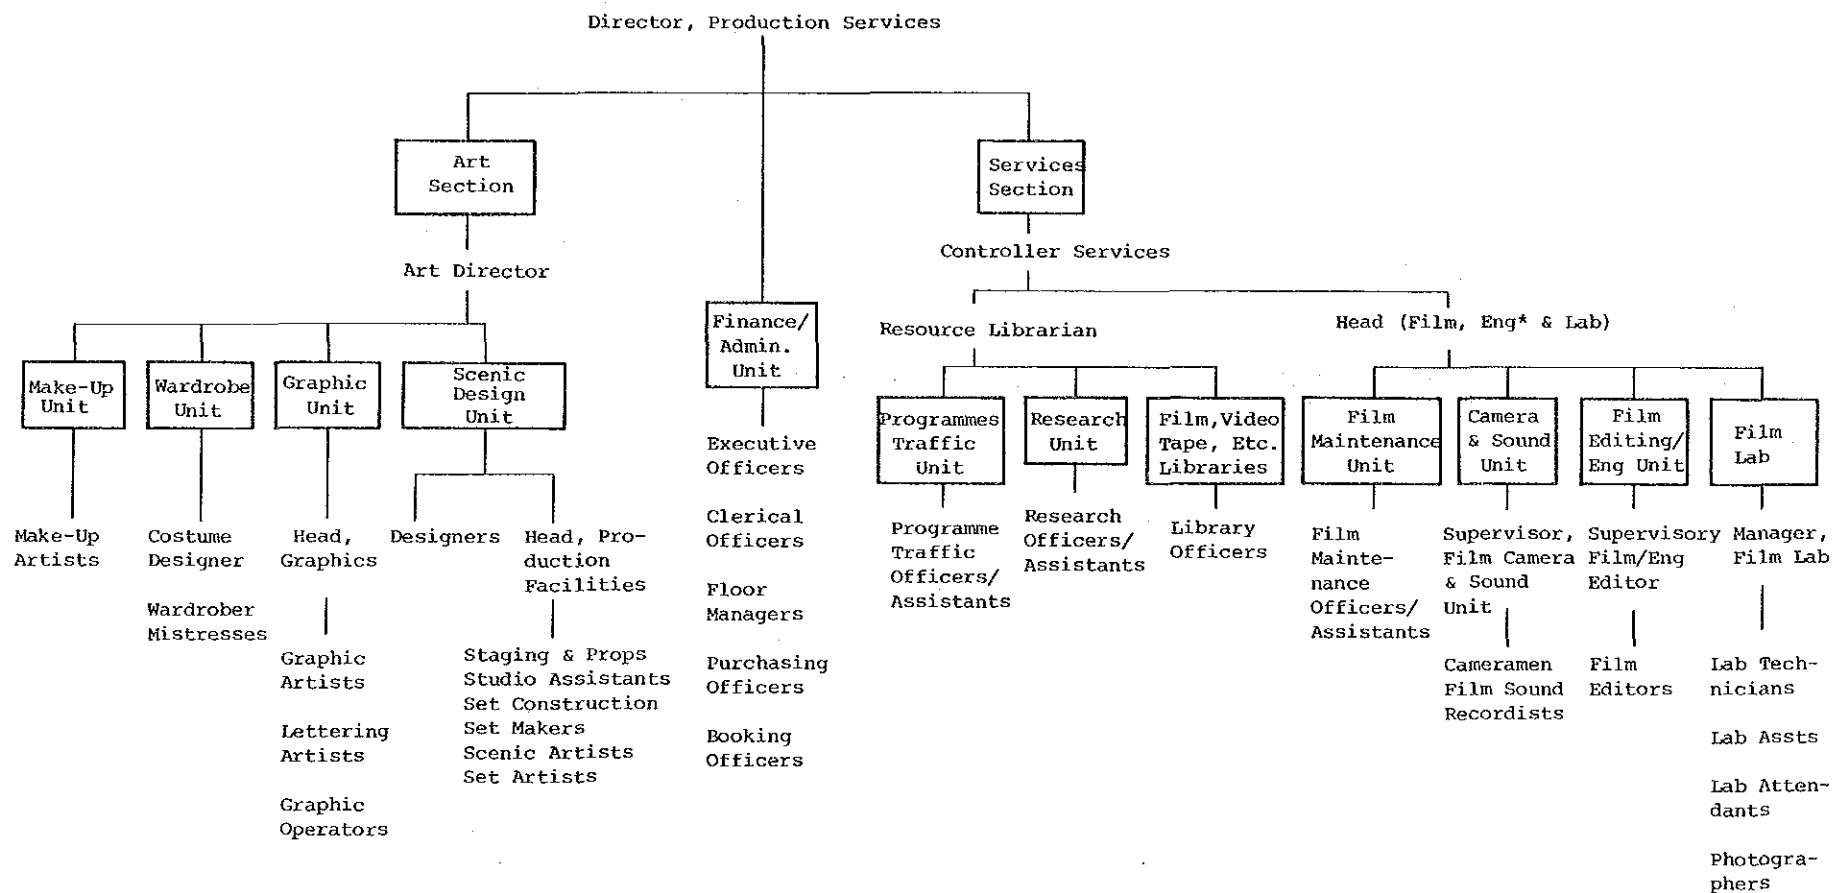 Director, Production Services
Art
Section
Services
Section
Art Director
Controller Services
Make-Up
Unit
Wardrobe
Unit
Graphic
Unit
Scenic
Design
Unit
Finance/
Admin.
Unit
Resource Librarian
Head (Film, Eng* & Lab)
Programmes
Traffic
Unit
Research
Unit
Film,Video
Tape, Etc.
Libraries
Film
Maintenance
Unit
Camera
& Sound
Unit
Film
Editing/
Eng Unit
Film
Lab
Make-Up
Artists
Costume
Designer
Wardrober
Mistresses
Head,
Graphics
Graphic
Artists
Lettering
Artists
Graphic
Operators
Designers
Head, Pro-
duction
Facilities
Staging & Props
Studio Assistants
Set Construction
Set Makers
Scenic Artists
Set Artists
Executive
Officers
Clerical
Officers
Floor
Managers
Purchasing
Officers
Booking
Officers
Programme
Traffic
Officers/
Assistants
Research
Officers/
Assistants
Library
Officers
Film
Mainte-
nance
Officers/
Assistants
Supervisor,
Film Camera
& Sound
Unit
Cameramen
Film Sound
Recordists
Supervisory
Film/Eng
Editor
Film
Editors
Manager,
Film Lab
Lab Tech-
nicians
Lab Assts
Lab Atten-
dants
Photogra-
phers